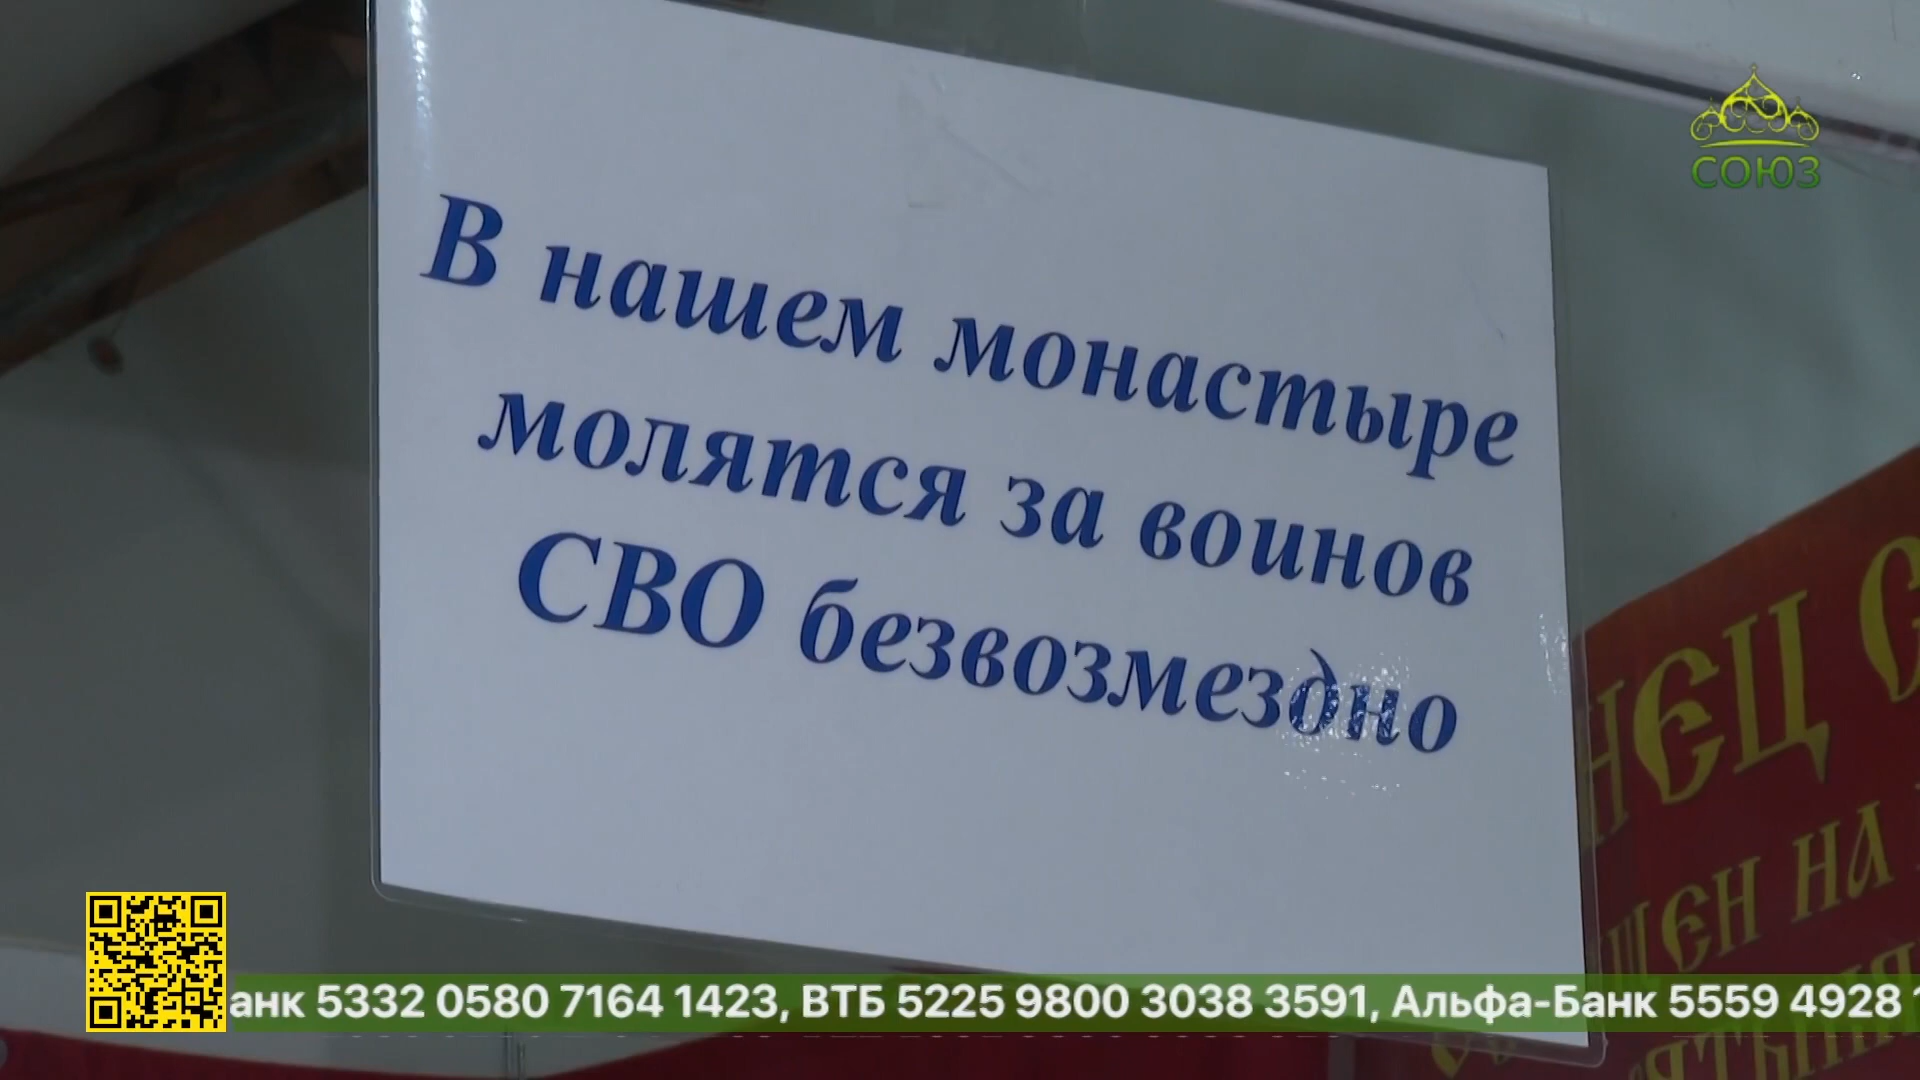 СОЮЗ
В нашем монастыре
молятся за воинов
СВО безвозмездно
НА
анк 5332 0580 7164 1423, ВТБ 5225 9800 3038 3591, Альфа-Банк 5559 4928